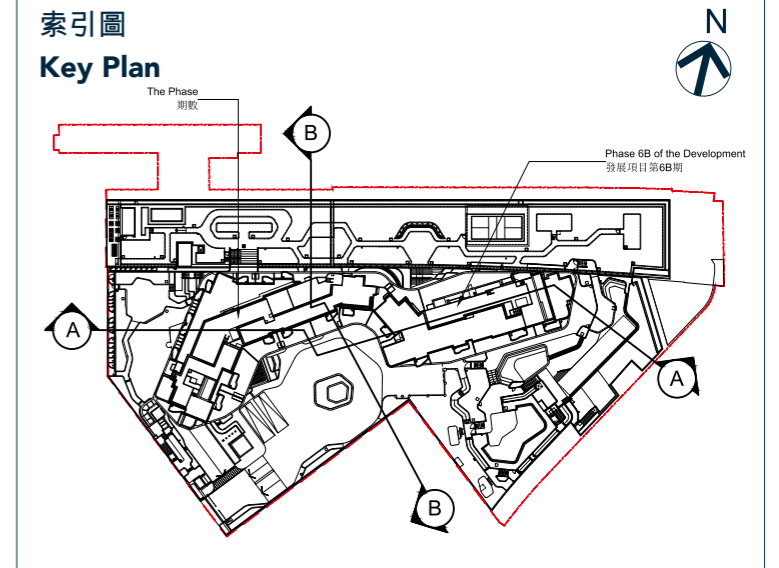 索引圖
Key Plan
N
The Phase
期數
B
Phase 6B of the Development
發展項目第6B期
A
A
B